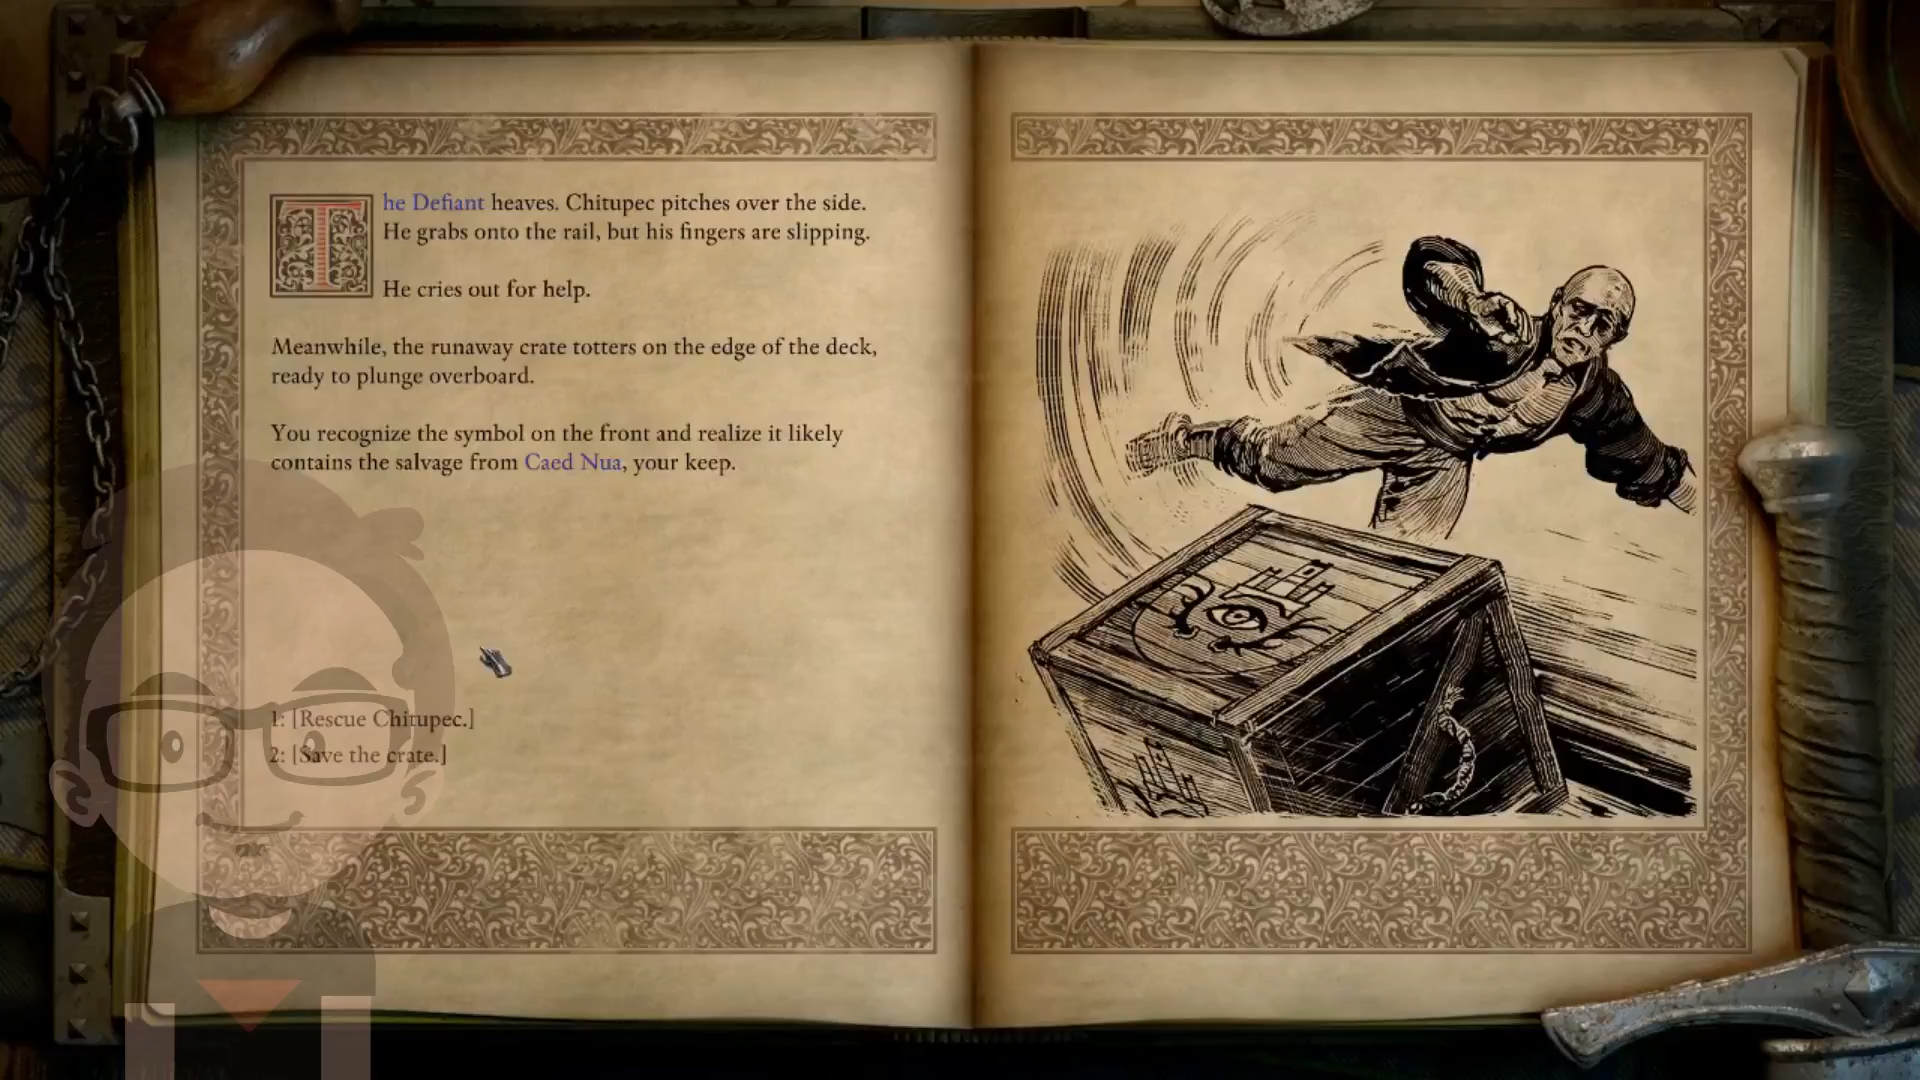 The Defiant heaves. Chitupec pitches over the side.
He grabs onto the rail, but his fingers are slipping.
He cries out for help.
Meanwhile, the runaway crate totters on the edge of the deck,
ready to plunge overboard.
You recognize the symbol on the front and realize it likely
contains the salvage from Caed Nua, your keep.
1: [Rescue Chitupec.]
2: [Save the crate.]